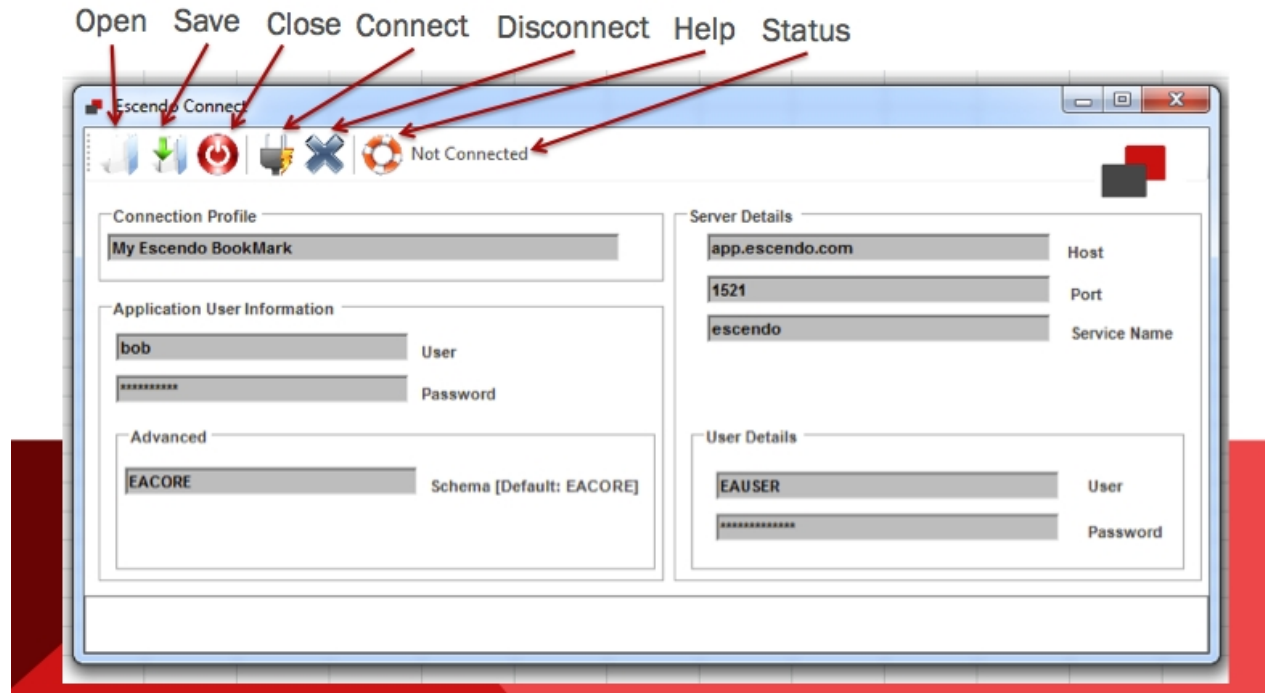 Open Save Close Connect Disconnect Help Status
Escendo Connect
Not Connected
Connection Profile
My Escendo BookMark
Application User Information
bob User
********** Password
Advanced
EACORE Schema [Default: EACORE]
Server Details
app.escendo.com Host
1521 Port
escendo Service Name
User Details
EAUSER User
************* Password